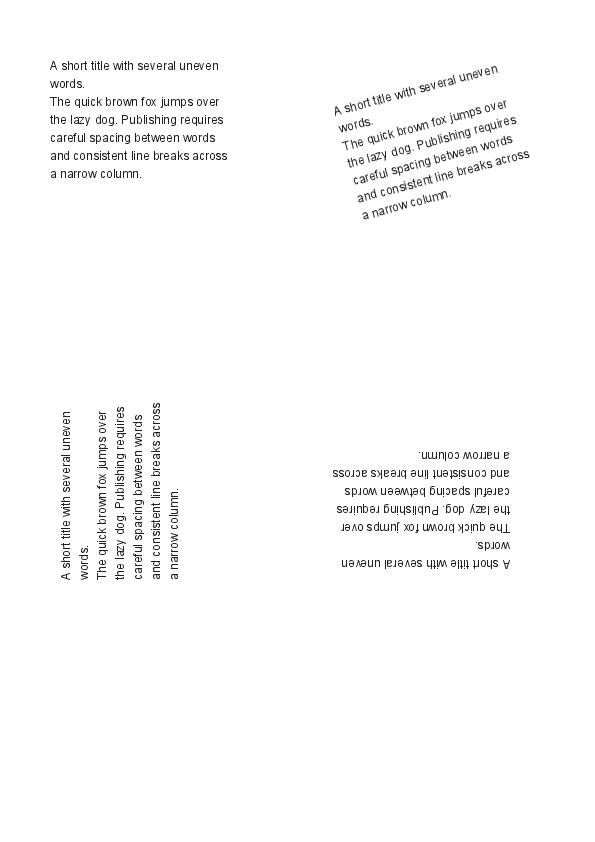 A short title with several uneven
words.
The quick brown fox jumps over
the lazy dog. Publishing requires
careful spacing between words
and consistent line breaks across
a narrow column.
A short title with several uneven
words.
The quick brown fox jumps over
the lazy dog. Publishing requires
careful spacing between words
and consistent line breaks across
a narrow column.
A short title with several uneven
words.
The quick brown fox jumps over
the lazy dog. Publishing requires
careful spacing between words
and consistent line breaks across
a narrow column.
A short title with several uneven
words.
The quick brown fox jumps over
the lazy dog. Publishing requires
careful spacing between words
and consistent line breaks across
a narrow column.